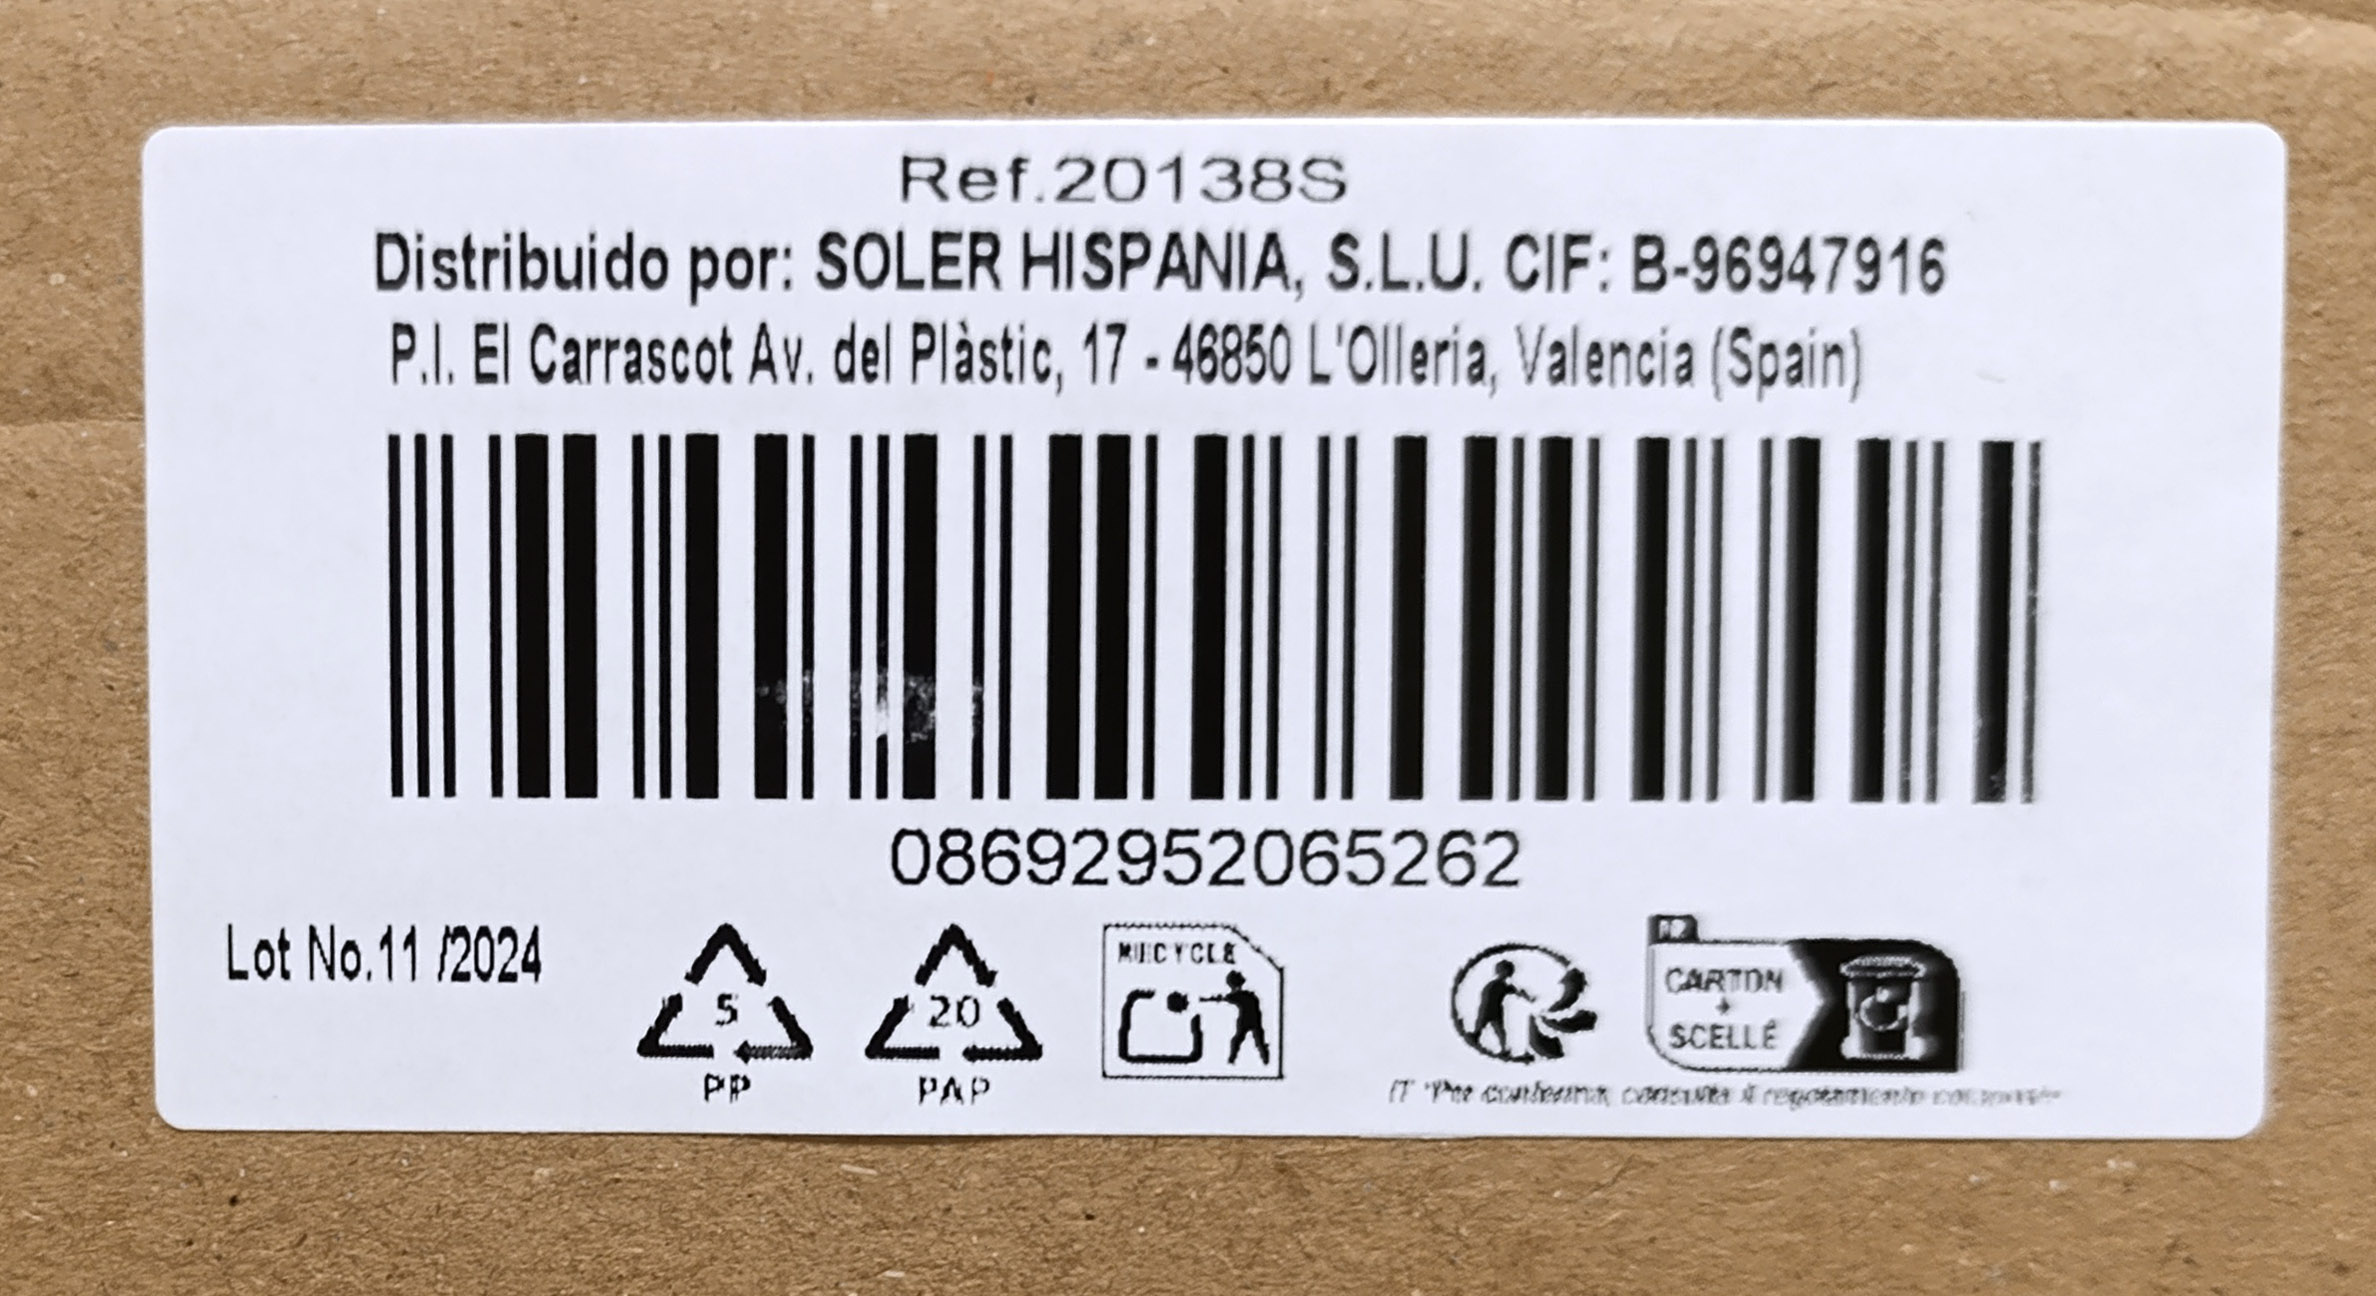 Ref.20138S
Distribuido por: SOLER HISPANIA, S.L.U. CIF: B-96947916
P.I. El Carrascot Av. del Plàstic, 17 - 46850 L'Olleria, Valencia (Spain)
08692952065262
Lot No.11 /2024
5
PP
20
PAP
CARTON
+
SCELLÉ
IT